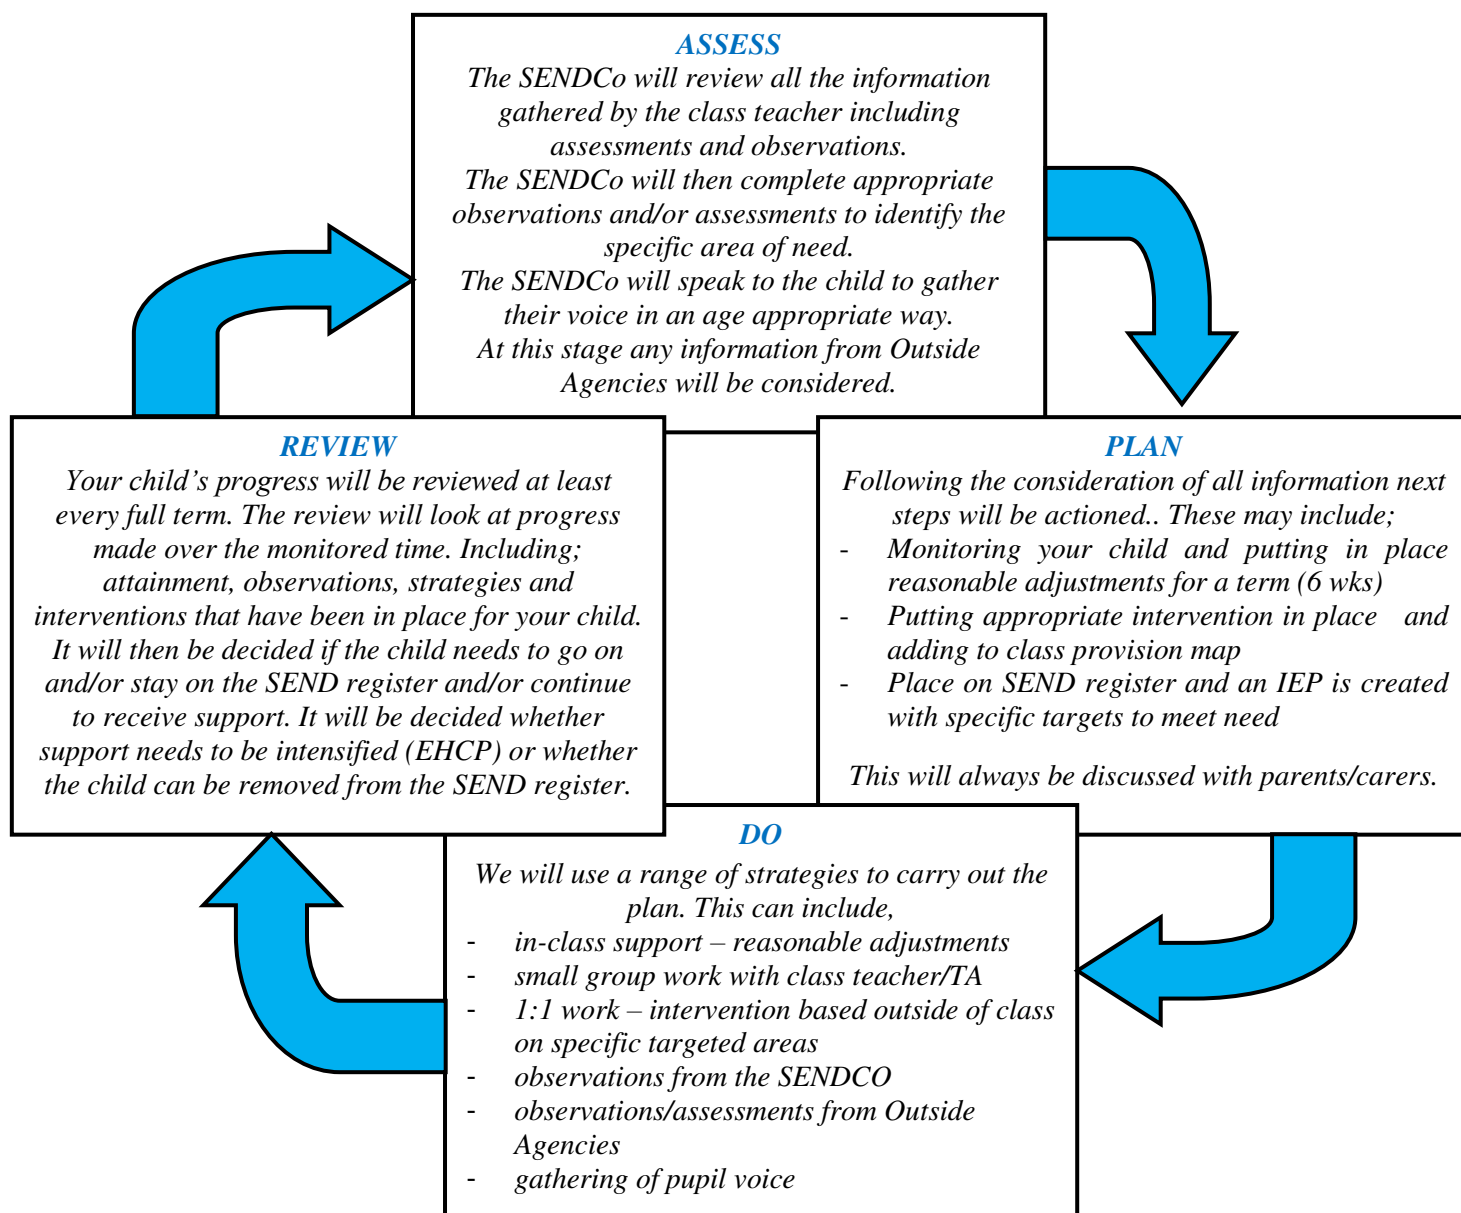 ASSESS
The SENDCo will review all the information
gathered by the class teacher including
assessments and observations.
The SENDCo will then complete appropriate
observations and/or assessments to identify the
specific area of need.
The SENDCo will speak to the child to gather
their voice in an age appropriate way.
At this stage any information from Outside
Agencies will be considered.
PLAN
Following the consideration of all information next
steps will be actioned.. These may include;
- Monitoring your child and putting in place
reasonable adjustments for a term (6 wks)
- Putting appropriate intervention in place and
adding to class provision map
- Place on SEND register and an IEP is created
with specific targets to meet need
This will always be discussed with parents/carers.
DO
We will use a range of strategies to carry out the
plan. This can include,
- in-class support – reasonable adjustments
- small group work with class teacher/TA
- 1:1 work – intervention based outside of class
on specific targeted areas
- observations from the SENDCO
- observations/assessments from Outside
Agencies
- gathering of pupil voice
REVIEW
Your child’s progress will be reviewed at least
every full term. The review will look at progress
made over the monitored time. Including;
attainment, observations, strategies and
interventions that have been in place for your child.
It will then be decided if the child needs to go on
and/or stay on the SEND register and/or continue
to receive support. It will be decided whether
support needs to be intensified (EHCP) or whether
the child can be removed from the SEND register.